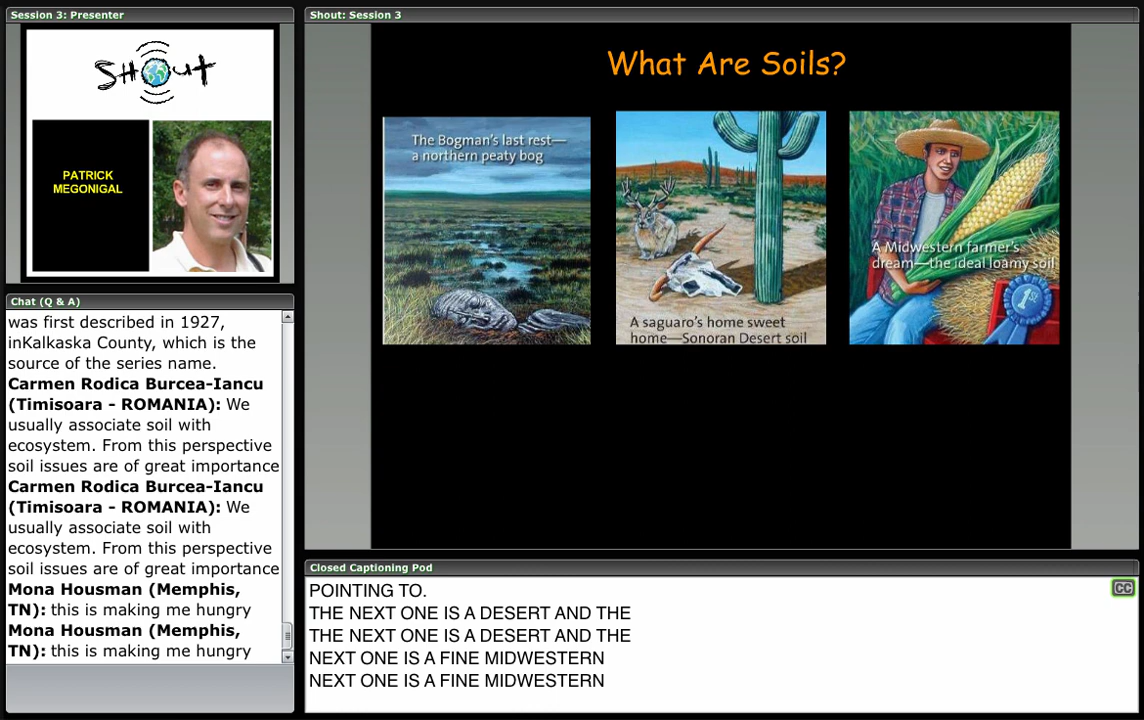 Session 3: Presenter
SHOUT
PATRICK
MEGONIGAL
Chat (Q & A)
was first described in 1927,
inKalkaska County, which is the
source of the series name.
Carmen Rodica Burcea-Iancu
(Timisoara - ROMANIA): We
usually associate soil with
ecosystem. From this perspective
soil issues are of great importance
Carmen Rodica Burcea-Iancu
(Timisoara - ROMANIA): We
usually associate soil with
ecosystem. From this perspective
soil issues are of great importance
Mona Housman (Memphis,
TN): this is making me hungry
Mona Housman (Memphis,
TN): this is making me hungry
Shout: Session 3
What Are Soils?
The Bogman's last rest—
a northern peaty bog
A saguaro's home sweet
home—Sonoran Desert soil
A Midwestern farmer's
dream—the ideal loamy soil
1st
Closed Captioning Pod
CC
POINTING TO.
THE NEXT ONE IS A DESERT AND THE
THE NEXT ONE IS A DESERT AND THE
NEXT ONE IS A FINE MIDWESTERN
NEXT ONE IS A FINE MIDWESTERN